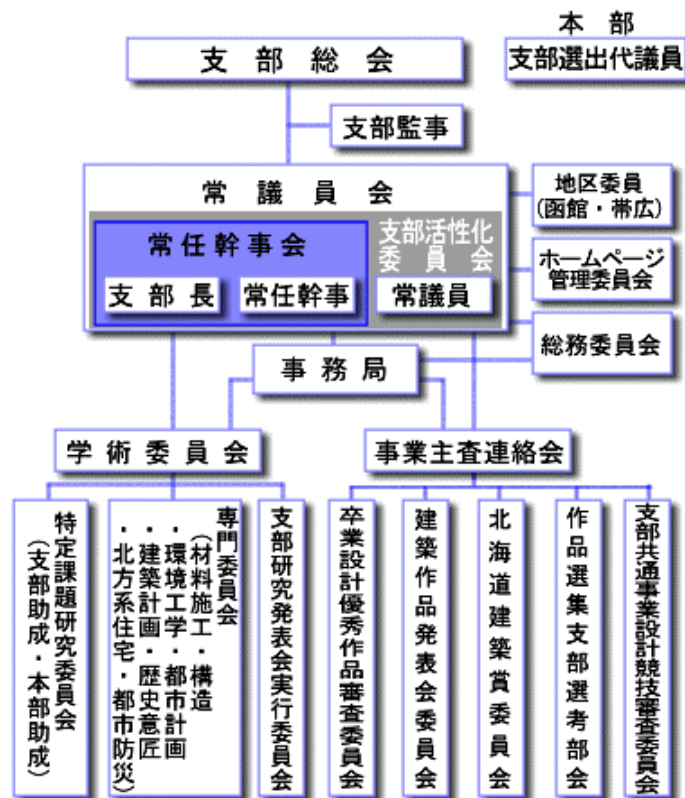 本部
支部選出代議員
支部総会
支部監事
常議員会
地区委員
(函館・帯広)
支部活性化
委員会
常任幹事会
支部長
常任幹事
常議員
ホームページ
管理委員会
総務委員会
事務局
学術委員会
事業主査連絡会
特定課題研究委員会
(支部助成・本部助成)
専門委員会
(材料施工・構造
・環境工学・都市計画
・建築計画・歴史意匠
・北方系住宅・都市防災)
支部研究発表会実行委員会
卒業設計優秀作品審査委員会
建築作品発表会委員会
北海道建築賞委員会
作品選集支部選考部会
支部共通事業設計競技審査委員会